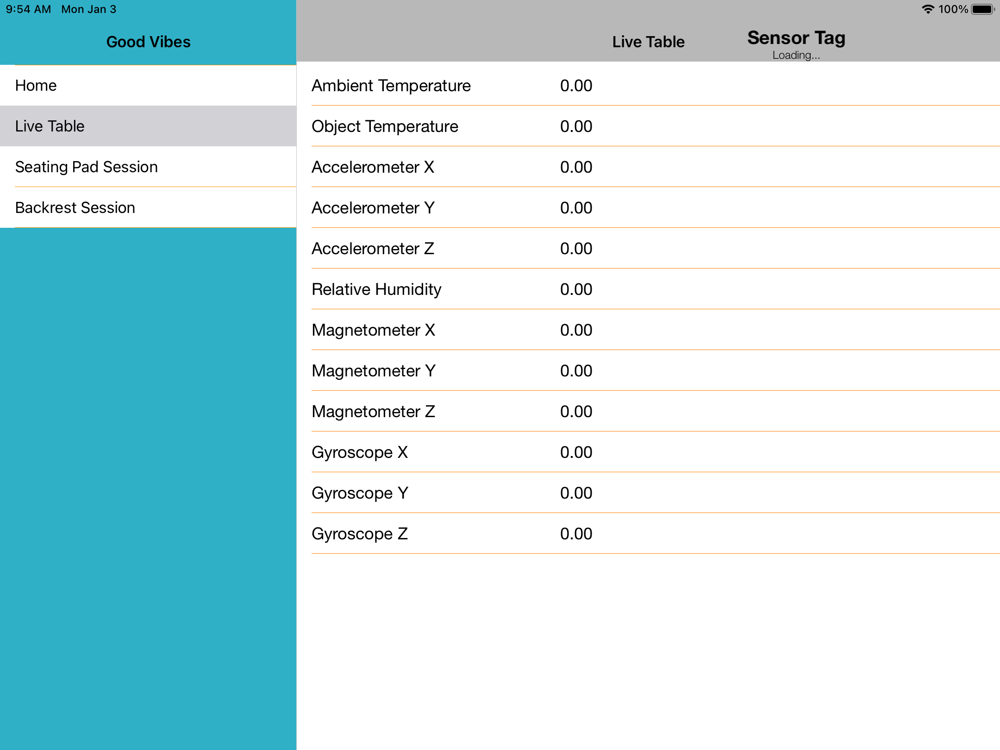 9:54 AM Mon Jan 3
100%
Good Vibes
Live Table
Sensor Tag
Loading...
Home
Live Table
Seating Pad Session
Backrest Session
Ambient Temperature 0.00
Object Temperature 0.00
Accelerometer X 0.00
Accelerometer Y 0.00
Accelerometer Z 0.00
Relative Humidity 0.00
Magnetometer X 0.00
Magnetometer Y 0.00
Magnetometer Z 0.00
Gyroscope X 0.00
Gyroscope Y 0.00
Gyroscope Z 0.00